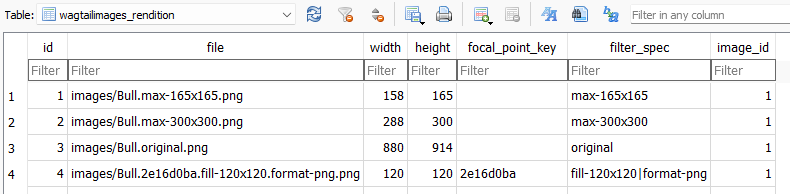 Table: wagtailimages_rendition Filter in any column
id file width height focal_point_key filter_spec image_id
Filter Filter Filter Filter Filter Filter Filter
1 1 images/Bull.max-165x165.png 158 165 max-165x165 1
2 2 images/Bull.max-300x300.png 288 300 max-300x300 1
3 3 images/Bull.original.png 880 914 original 1
4 4 images/Bull.2e16d0ba.fill-120x120.format-png.png 120 120 2e16d0ba fill-120x120|format-png 1